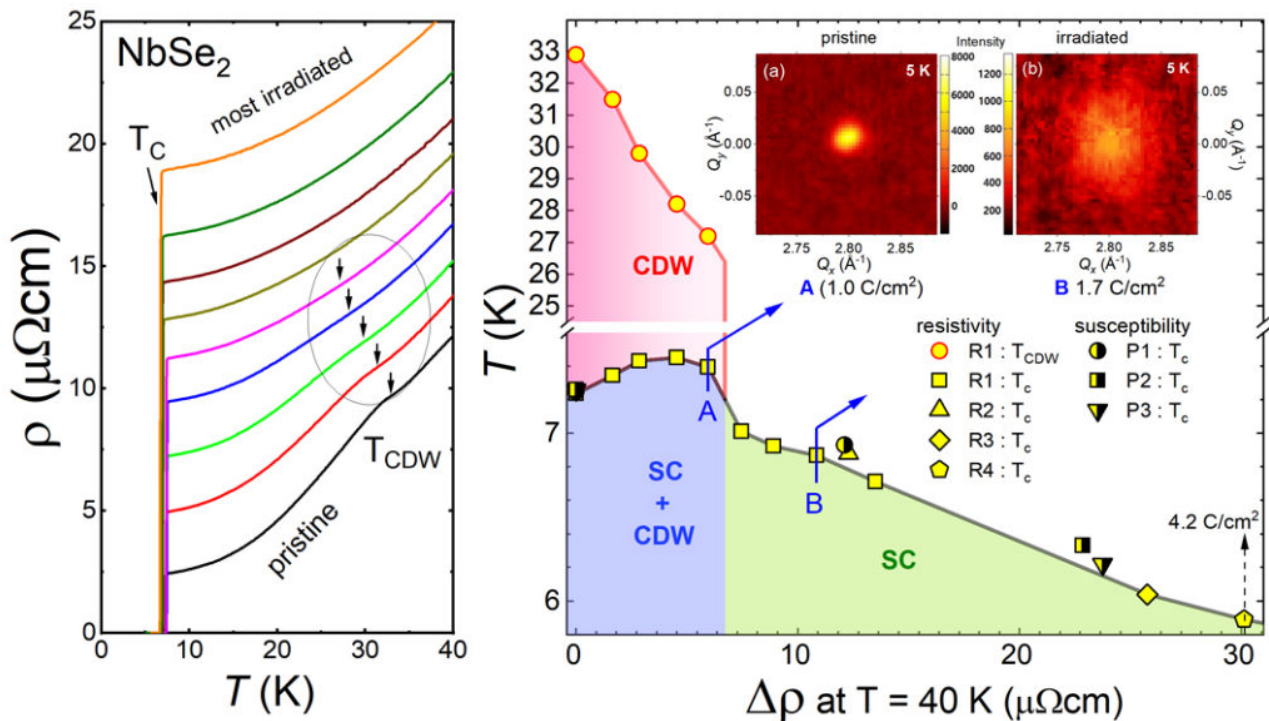 NbSe2
most irradiated
TC
TCDW
pristine
25
20
15
10
5
0
ρ (μΩcm)
0 10 20 30 40
T (K)
33
32
31
30
29
28
27
26
25
7
6
T (K)
CDW
SC
+
CDW
SC
A
B
pristine
Intensity
irradiated
(a)
5 K
(b)
5 K
0.05
0.00
-0.05
Qy (Å-1)
2.75 2.80 2.85
Qx (Å-1)
8000
6000
4000
2000
0
1200
1000
800
600
400
200
0.05
0.00
-0.05
Qy (Å-1)
2.75 2.80 2.85
Qx (Å-1)
A (1.0 C/cm2)
B 1.7 C/cm2
resistivity
R1 : TCDW
R1 : Tc
R2 : Tc
R3 : Tc
R4 : Tc
susceptibility
P1 : Tc
P2 : Tc
P3 : Tc
4.2 C/cm2
0 10 20 30
Δρ at T = 40 K (μΩcm)